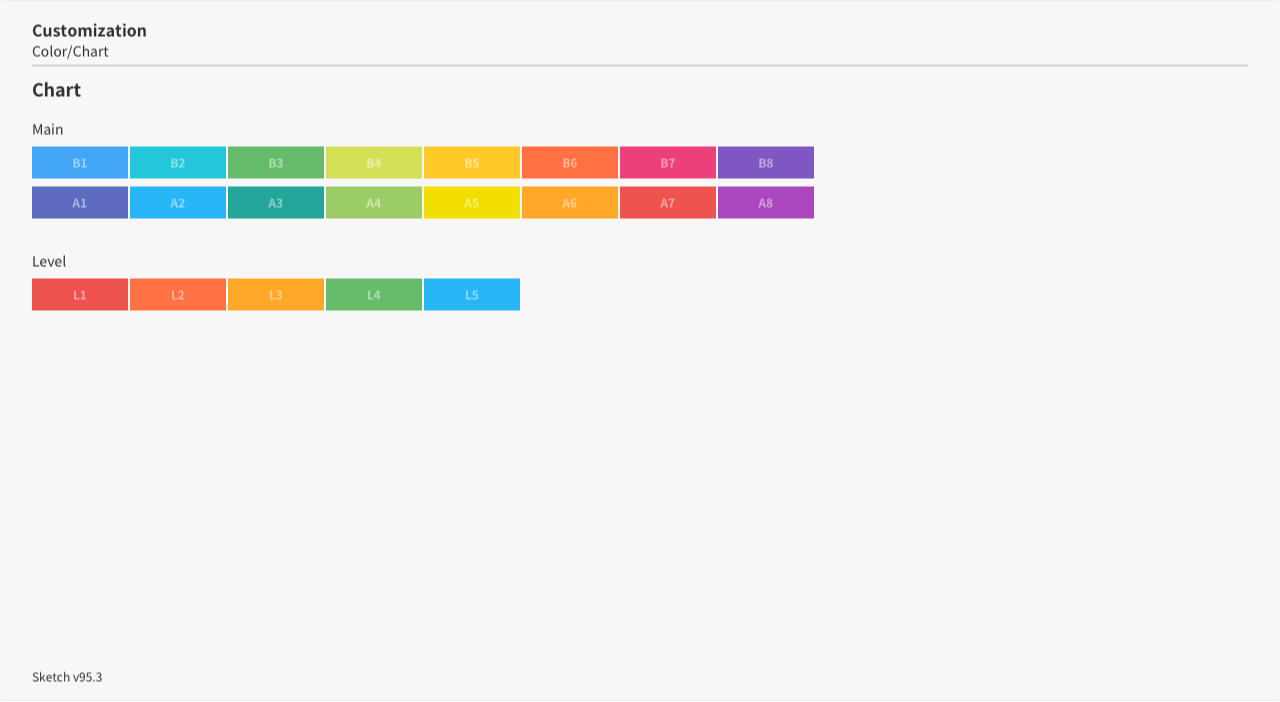 Customization
Color/Chart
Chart
Main
B1 B2 B3 B4 B5 B6 B7 B8
A1 A2 A3 A4 A5 A6 A7 A8
Level
L1 L2 L3 L4 L5
Sketch v95.3